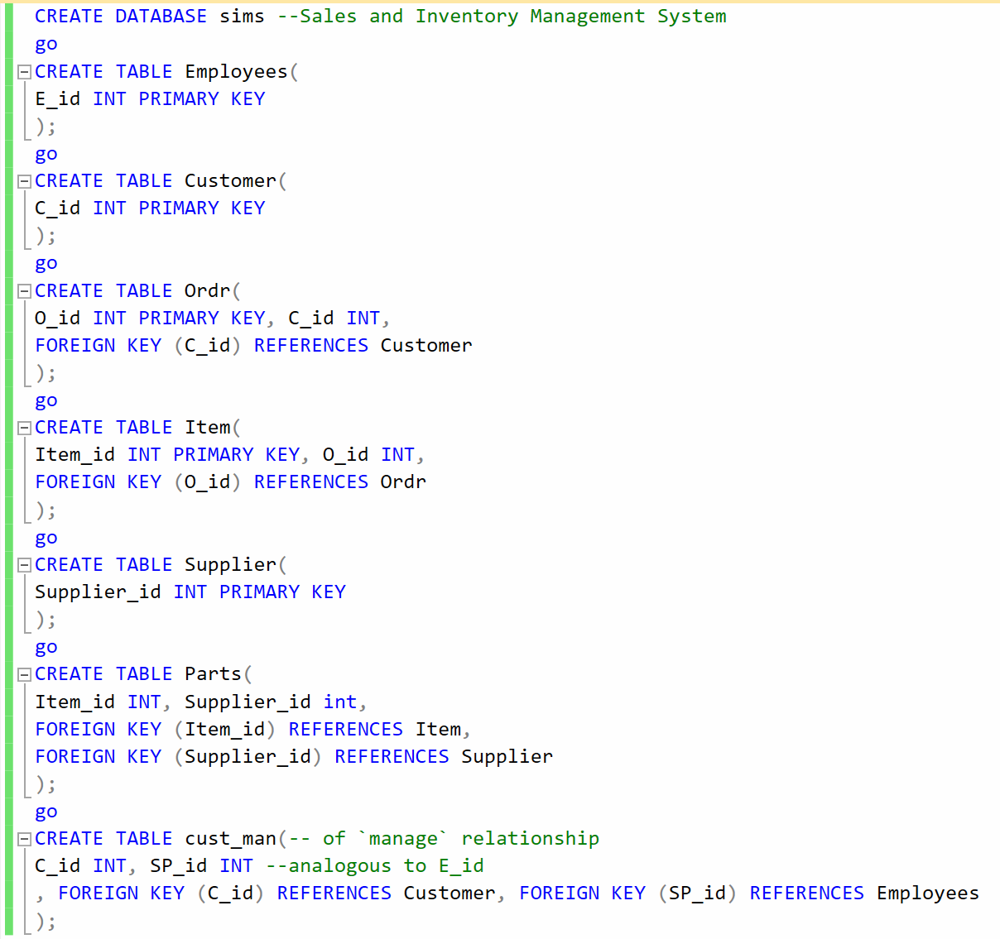 CREATE DATABASE sims --Sales and Inventory Management System
go
CREATE TABLE Employees(
E_id INT PRIMARY KEY
);
go
CREATE TABLE Customer(
C_id INT PRIMARY KEY
);
go
CREATE TABLE Ordr(
O_id INT PRIMARY KEY, C_id INT,
FOREIGN KEY (C_id) REFERENCES Customer
);
go
CREATE TABLE Item(
Item_id INT PRIMARY KEY, O_id INT,
FOREIGN KEY (O_id) REFERENCES Ordr
);
go
CREATE TABLE Supplier(
Supplier_id INT PRIMARY KEY
);
go
CREATE TABLE Parts(
Item_id INT, Supplier_id int,
FOREIGN KEY (Item_id) REFERENCES Item,
FOREIGN KEY (Supplier_id) REFERENCES Supplier
);
go
CREATE TABLE cust_man(-- of `manage` relationship
C_id INT, SP_id INT --analogous to E_id
, FOREIGN KEY (C_id) REFERENCES Customer, FOREIGN KEY (SP_id) REFERENCES Employees
);